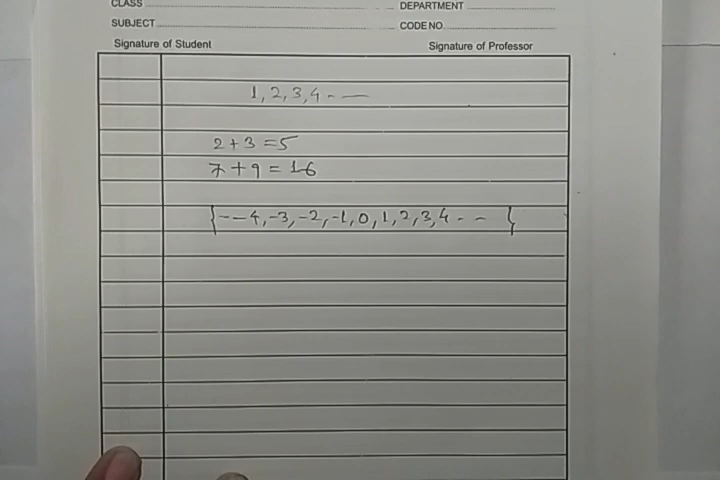 CLASS
DEPARTMENT
SUBJECT
CODE NO.
Signature of Student
Signature of Professor
1, 2, 3, 4 - —
2 + 3 = 5
7 + 9 = 16
{ - - 4, -3, -2, -1, 0, 1, 2, 3, 4 - - }